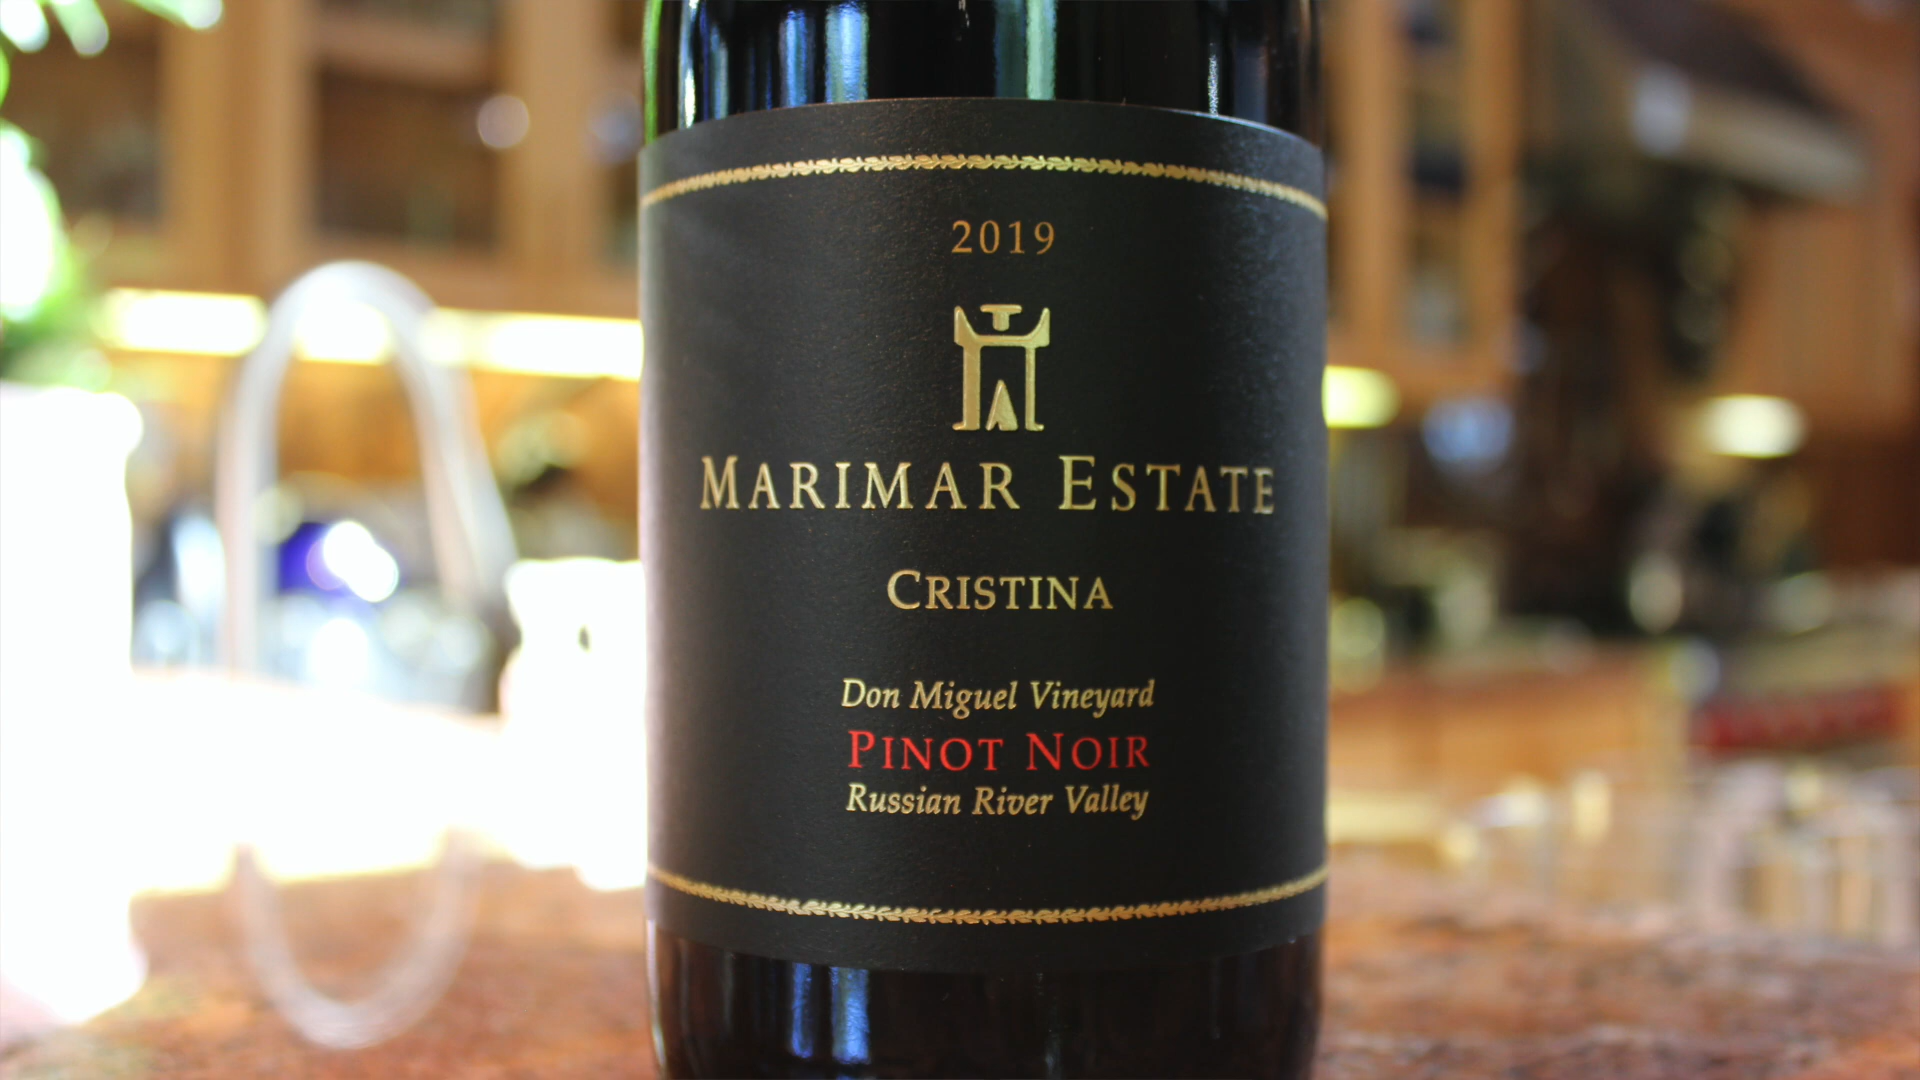 2019
MARIMAR ESTATE
CRISTINA
Don Miguel Vineyard
PINOT NOIR
Russian River Valley